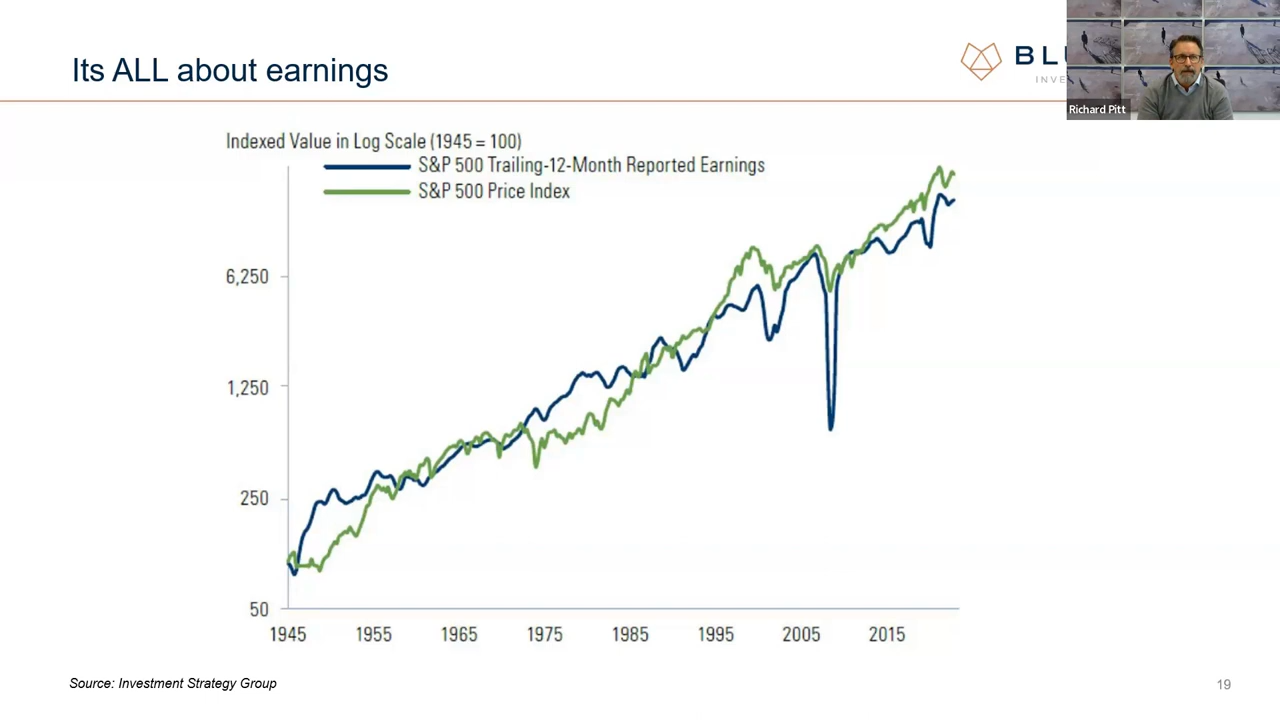 Its ALL about earnings
BLU
INVE
Richard Pitt
Indexed Value in Log Scale (1945 = 100)
S&P 500 Trailing-12-Month Reported Earnings
S&P 500 Price Index
6,250
1,250
250
50
1945 1955 1965 1975 1985 1995 2005 2015
Source: Investment Strategy Group
19